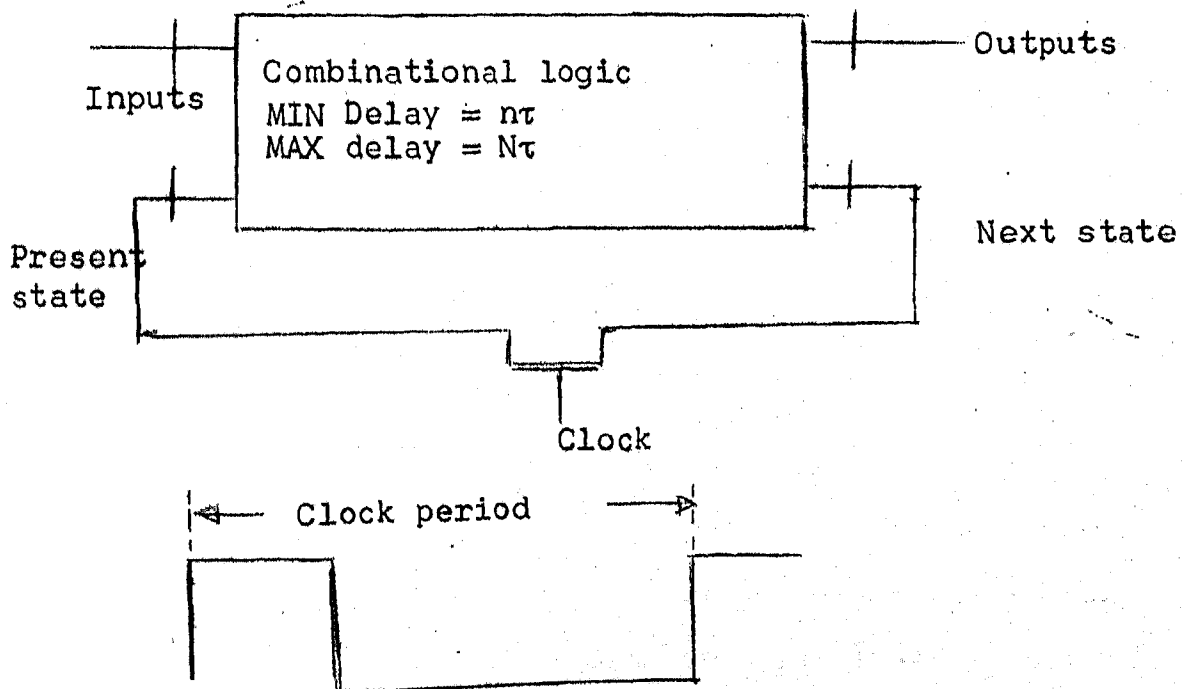 Outputs
Combinational logic
Inputs
MIN Delay = nτ
MAX delay = Nτ
Next state
Present
state
Clock
Clock period